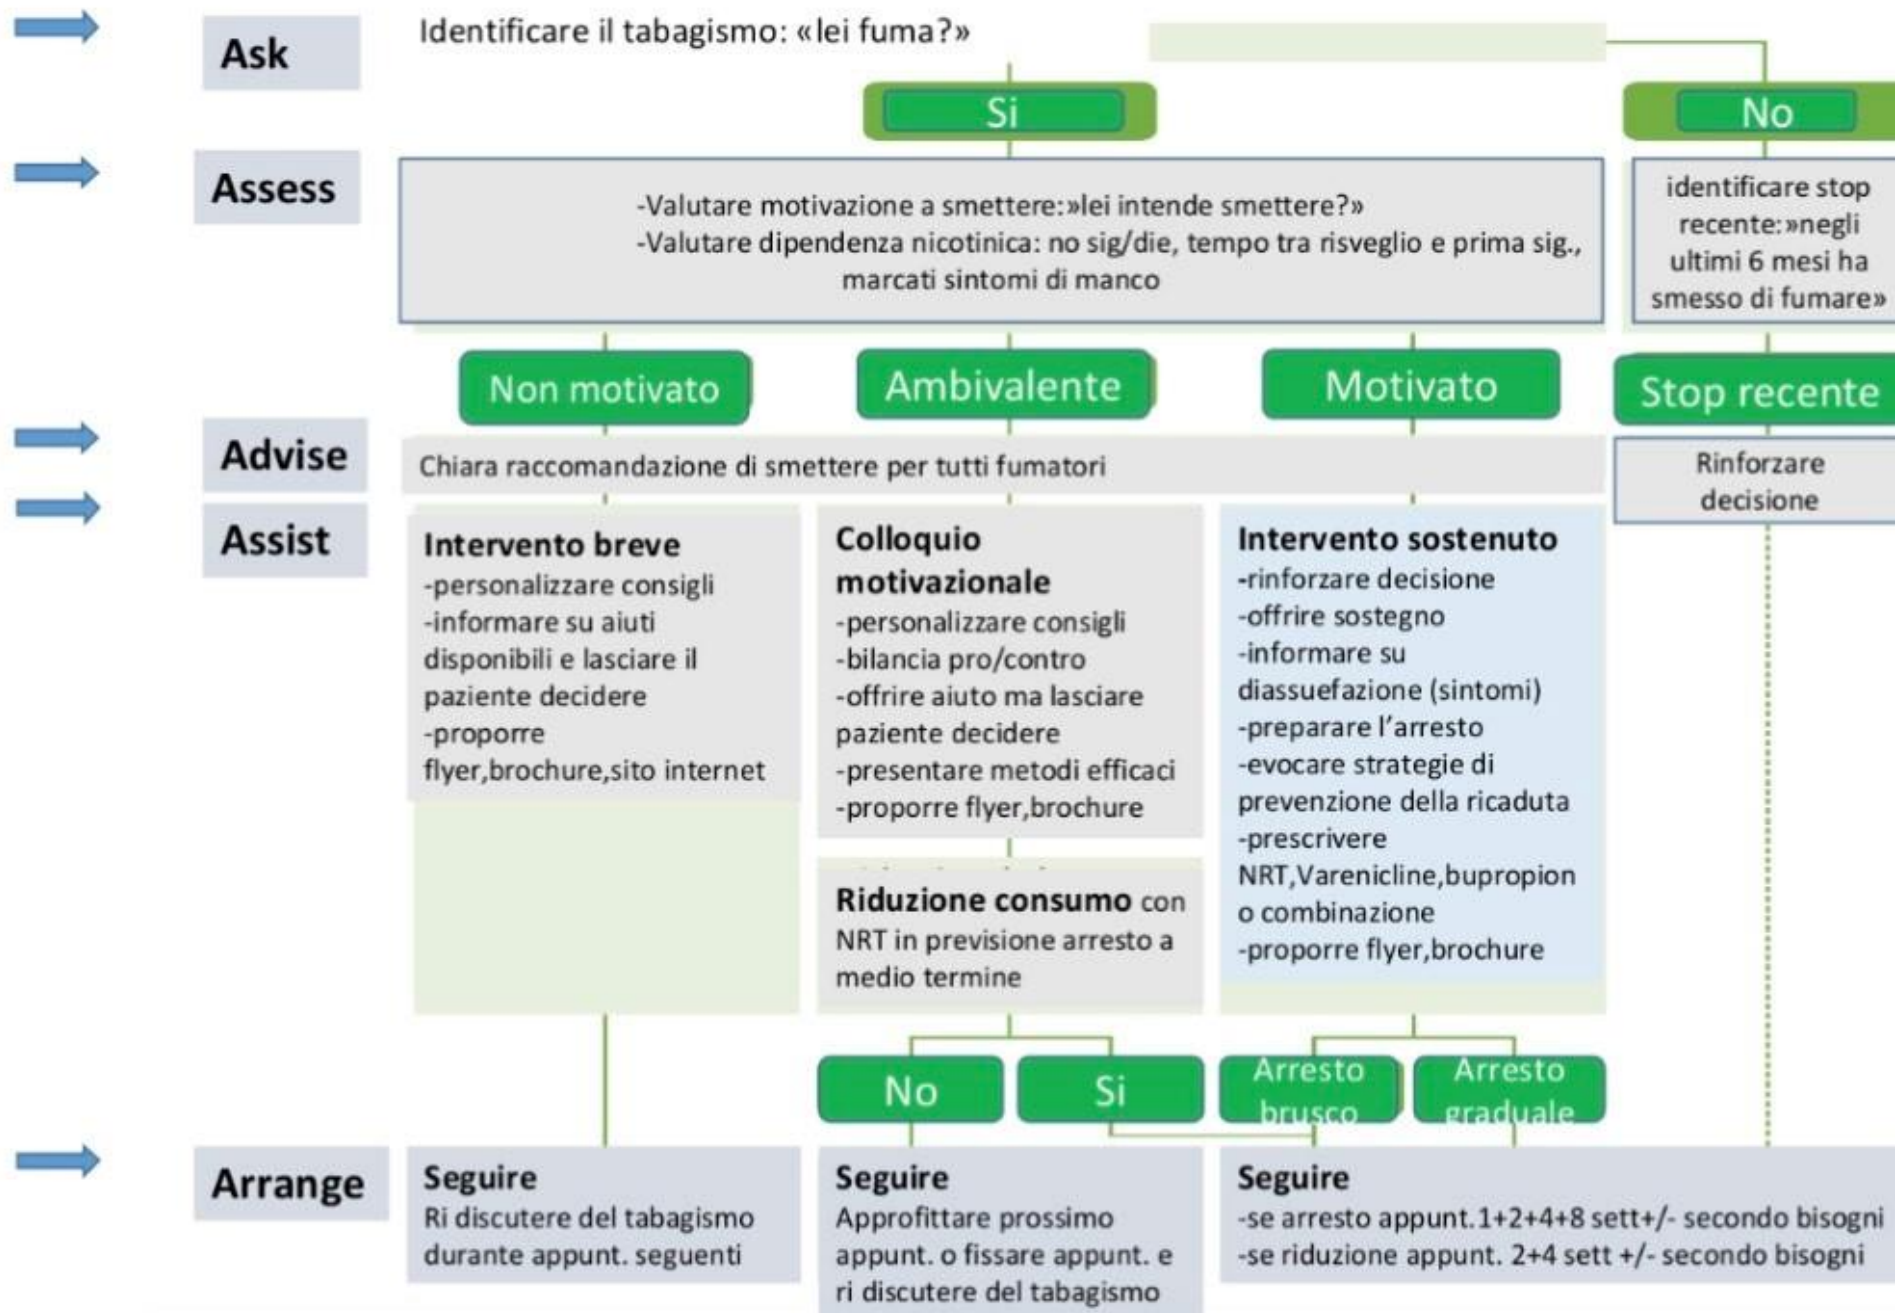 Ask
Identificare il tabagismo: «lei fuma?»
Si
No
Assess
-Valutare motivazione a smettere:»lei intende smettere?»
-Valutare dipendenza nicotinica: no sig/die, tempo tra risveglio e prima sig.,
marcati sintomi di manco
identificare stop
recente:»negli
ultimi 6 mesi ha
smesso di fumare»
Non motivato
Ambivalente
Motivato
Stop recente
Advise
Chiara raccomandazione di smettere per tutti fumatori
Rinforzare
decisione
Assist
Intervento breve
-personalizzare consigli
-informare su aiuti
disponibili e lasciare il
paziente decidere
-proporre
flyer,brochure,sito internet
Colloquio
motivazionale
-personalizzare consigli
-bilancia pro/contro
-offrire aiuto ma lasciare
paziente decidere
-presentare metodi efficaci
-proporre flyer,brochure
Riduzione consumo con
NRT in previsione arresto a
medio termine
Intervento sostenuto
-rinforzare decisione
-offrire sostegno
-informare su
diassuefazione (sintomi)
-preparare l'arresto
-evocare strategie di
prevenzione della ricaduta
-prescrivere
NRT,Varenicline,bupropion
o combinazione
-proporre flyer,brochure
No
Si
Arresto
brusco
Arresto
graduale
Arrange
Seguire
Ri discutere del tabagismo
durante appunt. seguenti
Seguire
Approfittare prossimo
appunt. o fissare appunt. e
ri discutere del tabagismo
Seguire
-se arresto appunt.1+2+4+8 sett+/- secondo bisogni
-se riduzione appunt. 2+4 sett +/- secondo bisogni